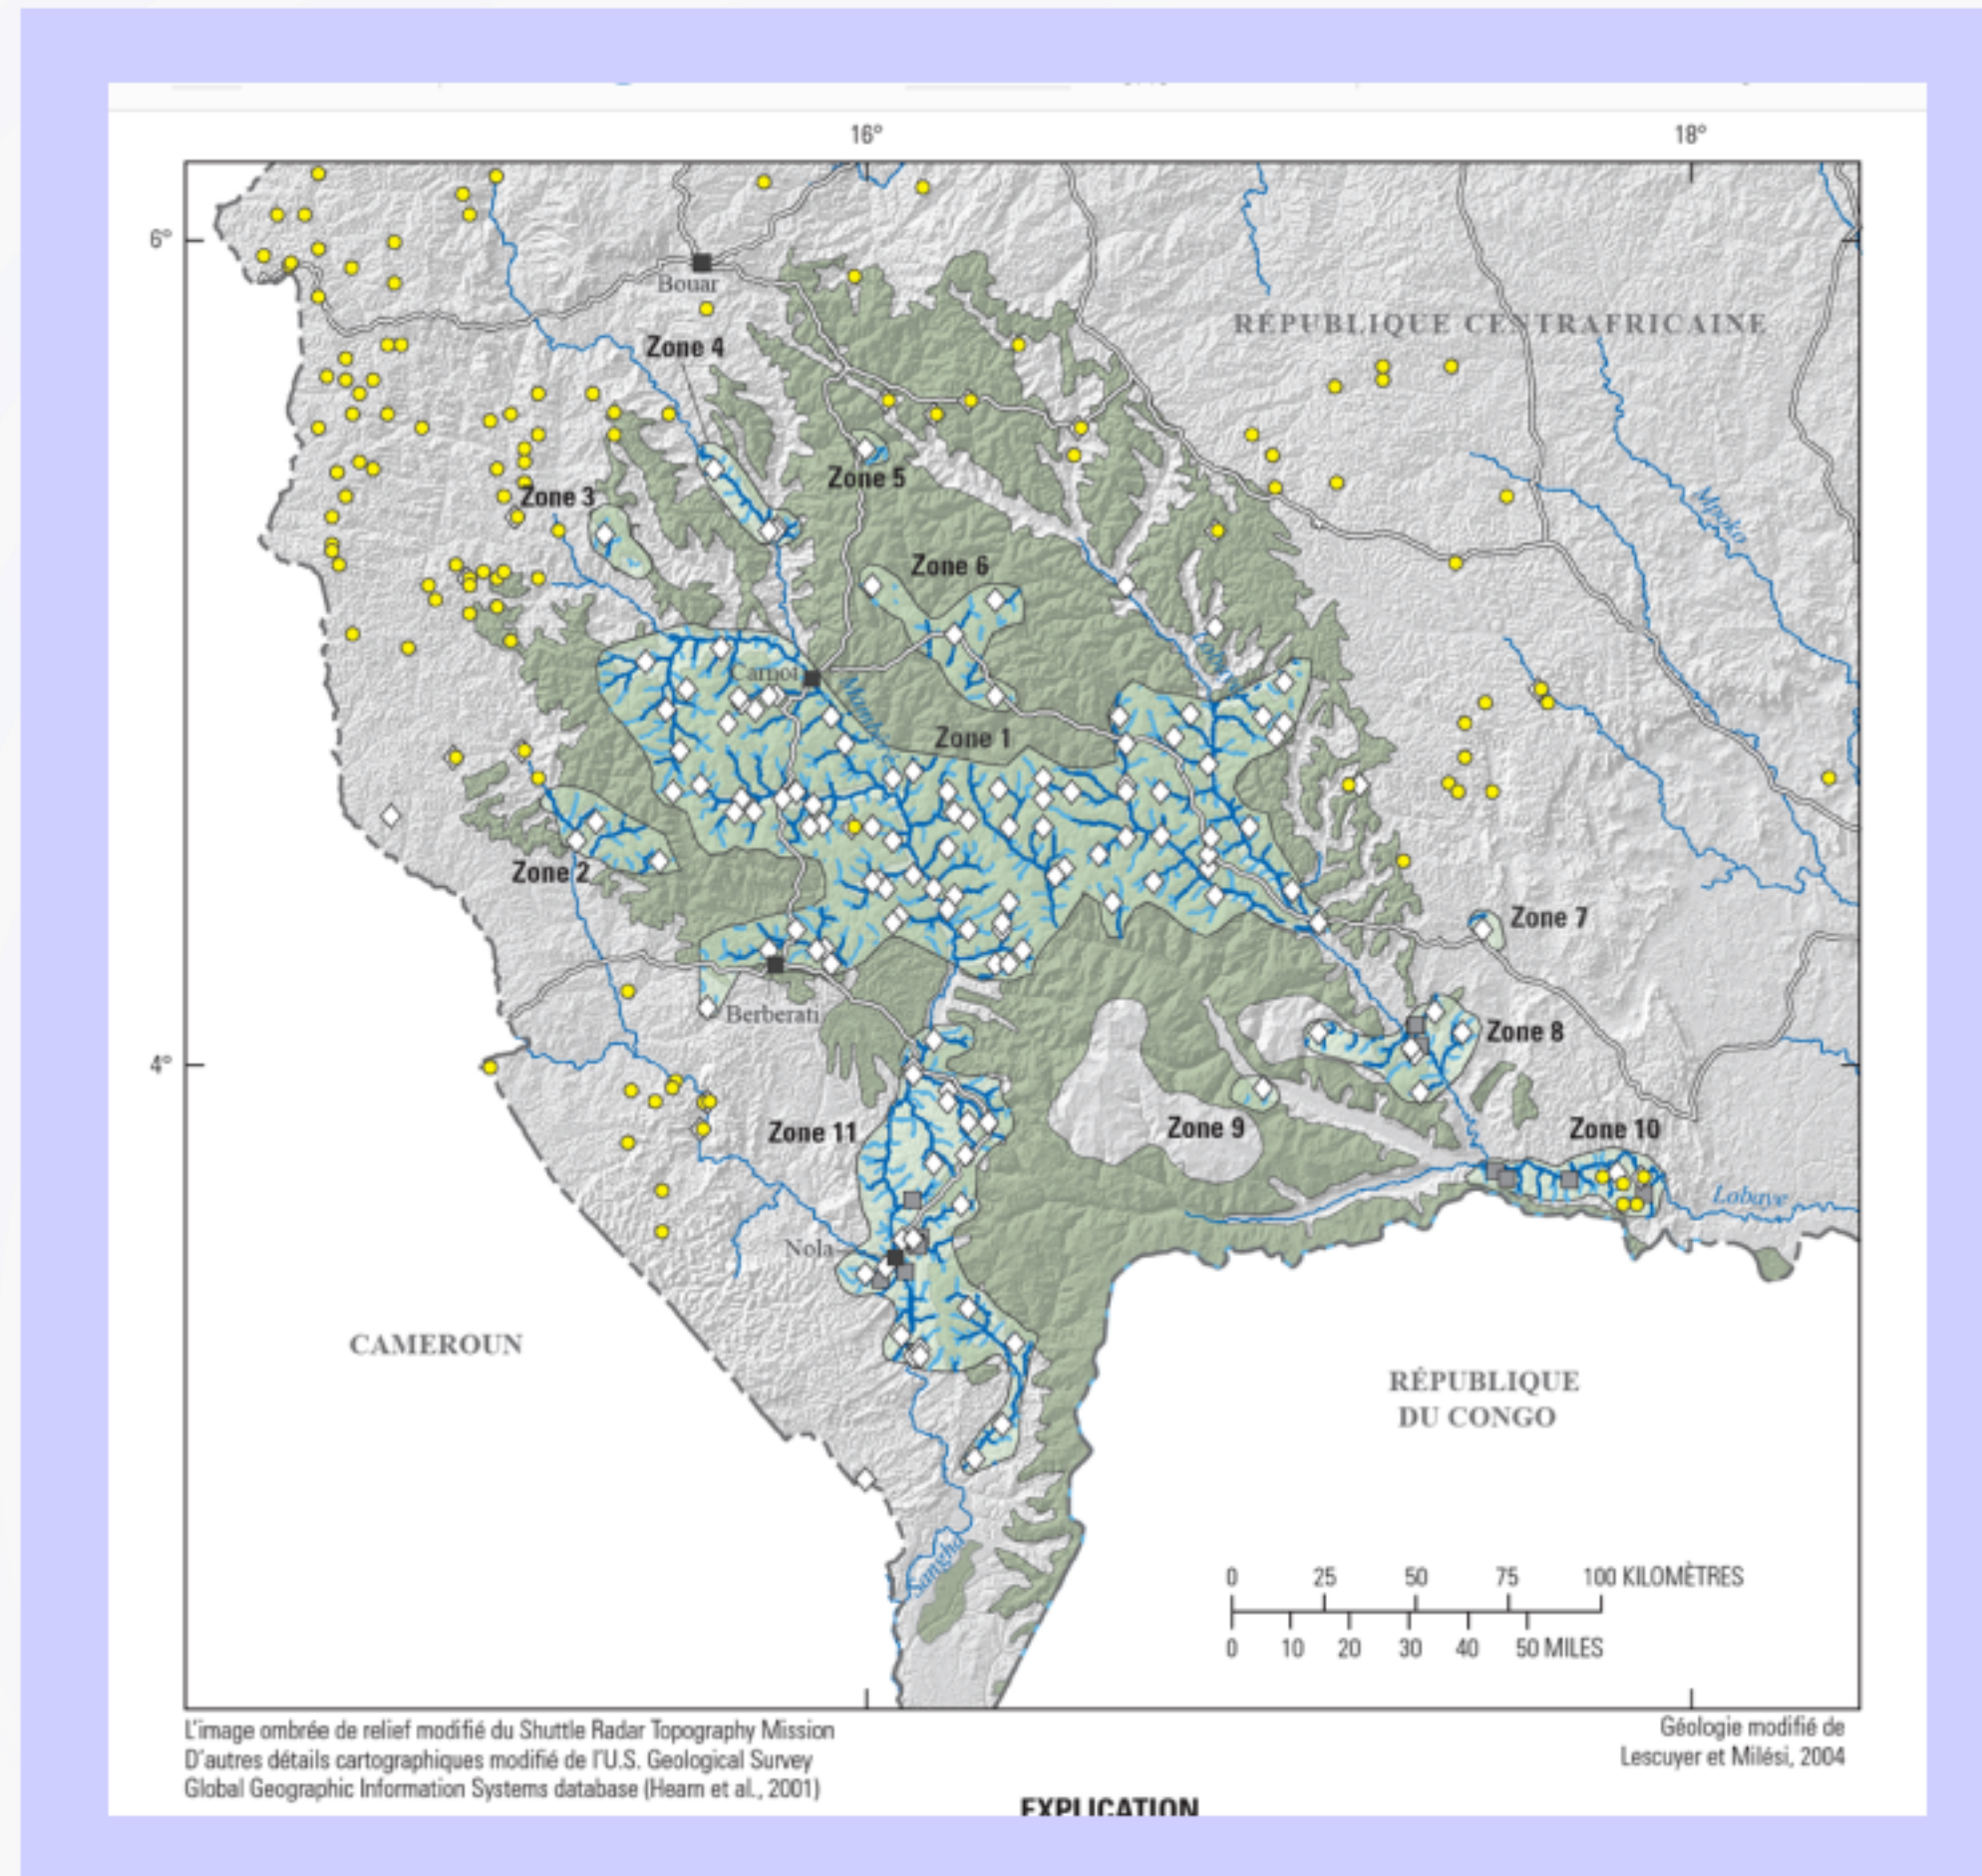 16° 18°
6°
Bouar
RÉPUBLIQUE CENTRAFRICAINE
Zone 4
Zone 5
Zone 3
Mpoko
Zone 6
Carnot
Zone 1
Zone 2
Zone 7
Berberati
Zone 8
4°
Zone 11
Zone 9
Zone 10
Lobaye
Nola
CAMEROUN
RÉPUBLIQUE
DU CONGO
Sangha
0 25 50 75 100 KILOMÈTRES
0 10 20 30 40 50 MILES
L'image ombrée de relief modifié du Shuttle Radar Topography Mission
D'autres détails cartographiques modifié de l'U.S. Geological Survey
Global Geographic Information Systems database (Hearn et al., 2001)
Géologie modifié de
Lescuyer et Milési, 2004
EXPLICATION